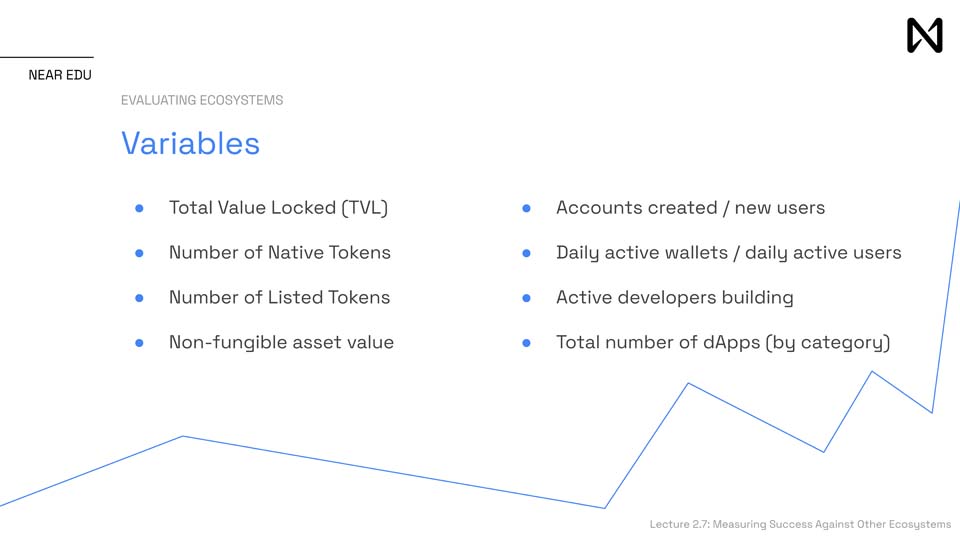 NEAR EDU
EVALUATING ECOSYSTEMS
Variables
● Total Value Locked (TVL)
● Number of Native Tokens
● Number of Listed Tokens
● Non-fungible asset value
● Accounts created / new users
● Daily active wallets / daily active users
● Active developers building
● Total number of dApps (by category)
Lecture 2.7: Measuring Success Against Other Ecosystems